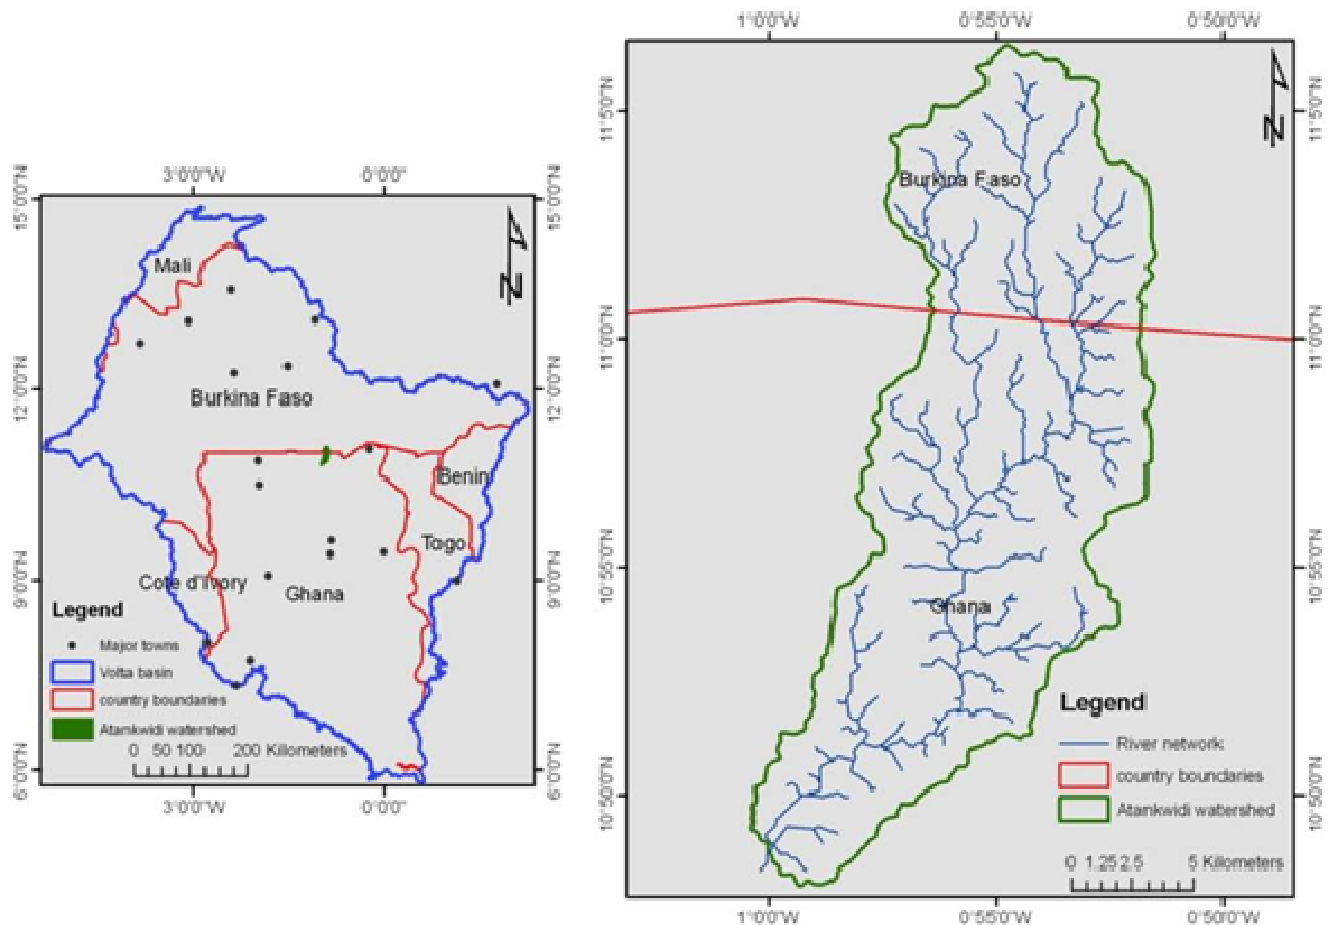 3°0'0"W 0°0'0"
15°0'0"N 15°0'0"N
Mali
12°0'0"N 12°0'0"N
Burkina Faso
Benin
Togo
9°0'0"N 9°0'0"N
Cote d'Ivory
Ghana
Legend
Major towns
Volta basin
country boundaries
Atamkwidi watershed
0 50 100 200 Killometers
6°0'0"N 6°0'0"N
3°0'0"W 0°0'0"
N
1°0'0"W 0°55'0"W 0°50'0"W
11°5'0"N 11°5'0"N
N
Burkina Faso
11°0'0"N 11°0'0"N
10°55'0"N 10°55'0"N
Ghana
Legend
River network
country boundaries
Atamkwidi watershed
10°50'0"N 10°50'0"N
0 1.25 2.5 5 Kilometers
1°0'0"W 0°55'0"W 0°50'0"W